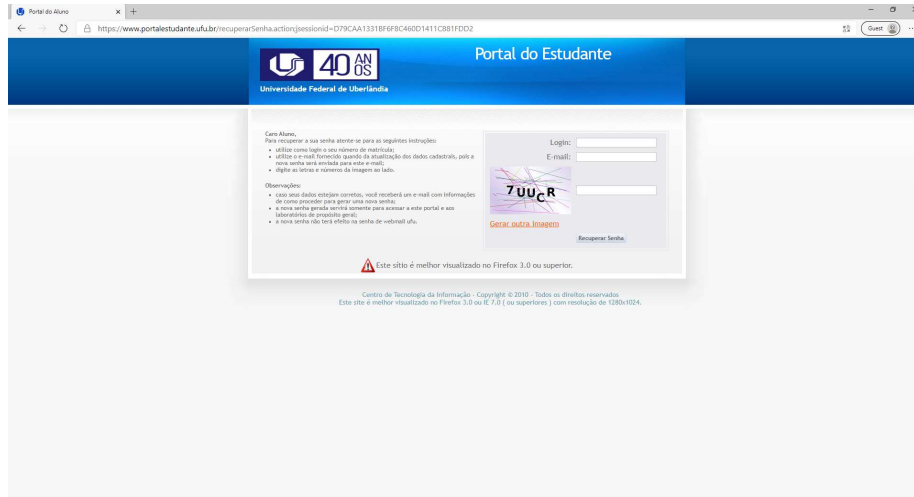 Portal do Aluno
https://www.portalestudante.ufu.br/recuperarSenha.action;jsessionid=D79CAA1331BF6F8C460D1411C881FDD2
Guest
40 ANOS
Universidade Federal de Uberlândia
Portal do Estudante
Caro Aluno,
Para recuperar a sua senha atente-se para as seguintes instruções:
utilize como login o seu número de matrícula;
utilize o e-mail fornecido quando da atualização dos dados cadastrais, pois a
nova senha será enviada para este e-mail;
digite as letras e números da imagem ao lado.
Observações:
caso seus dados estejam corretos, você receberá um e-mail com informações
de como proceder para gerar uma nova senha;
a nova senha gerada servirá somente para acessar a este portal e aos
laboratórios de propósito geral;
a nova senha não terá efeito na senha de webmail ufu.
Login:
E-mail:
7UUCR
Gerar outra imagem
Recuperar Senha
Este sítio é melhor visualizado no Firefox 3.0 ou superior.
Centro de Tecnologia da Informação - Copyright © 2010 - Todos os direitos reservados
Este site é melhor visualizado no Firefox 3.0 ou IE 7.0 ( ou superiores ) com resolução de 1280x1024.